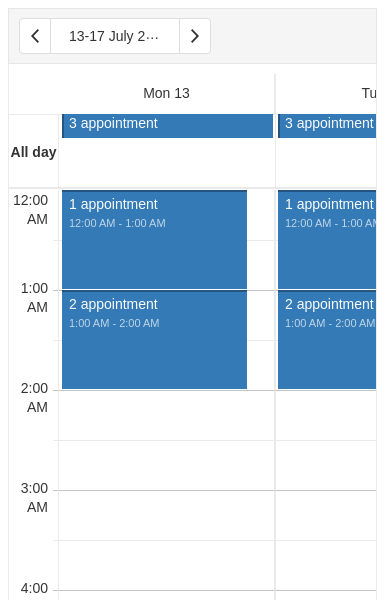 13-17 July 2···
Mon 13
Tu
3 appointment
3 appointment
All day
12:00 AM
1 appointment
12:00 AM - 1:00 AM
1 appointment
12:00 AM - 1:00 AM
1:00 AM
2 appointment
1:00 AM - 2:00 AM
2 appointment
1:00 AM - 2:00 AM
2:00 AM
3:00 AM
4:00